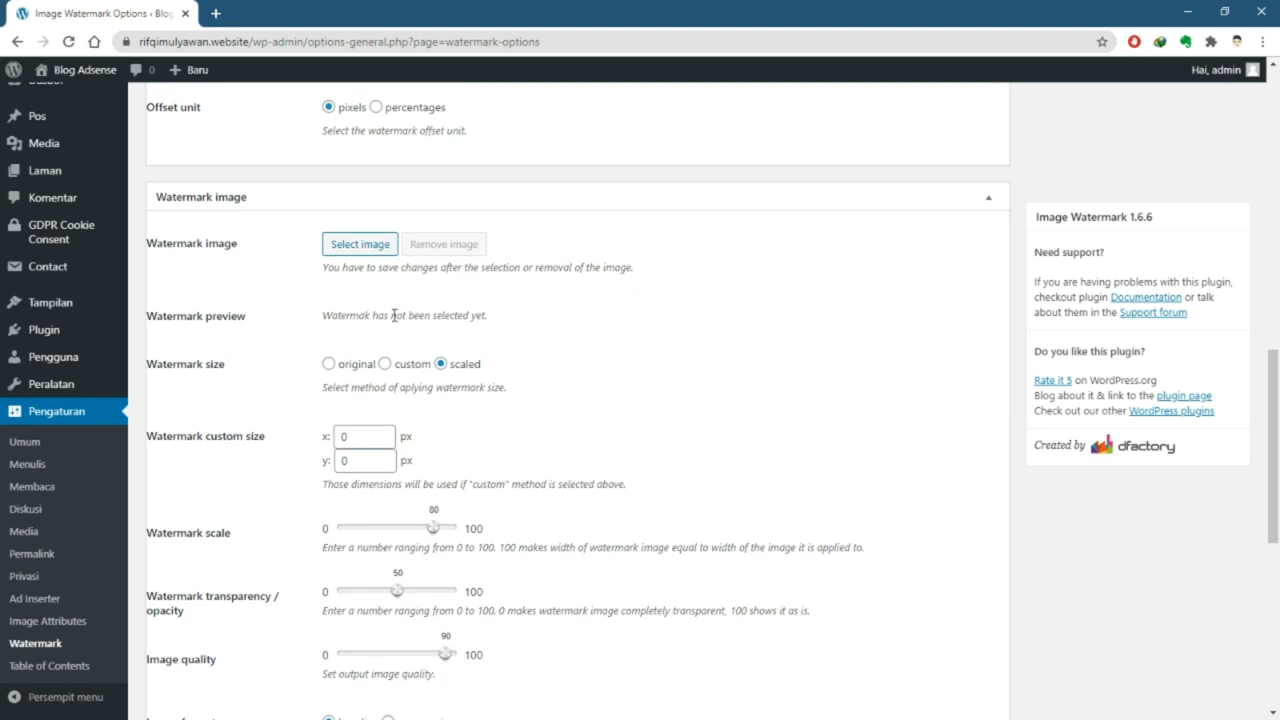 Image Watermark Options ‹ Blog
rifqimulyawan.website/wp-admin/options-general.php?page=watermark-options
Blog Adsense 0 Baru Hai, admin
Pos
Media
Laman
Komentar
GDPR Cookie
Consent
Contact
Tampilan
Plugin
Pengguna
Peralatan
Pengaturan
Umum
Menulis
Membaca
Diskusi
Media
Permalink
Privasi
Ad Inserter
Image Attributes
Watermark
Table of Contents
Persempit menu
Offset unit pixels percentages
Select the watermark offset unit.
Watermark image
Watermark image Select image Remove image
You have to save changes after the selection or removal of the image.
Watermark preview Watermak has not been selected yet.
Watermark size original custom scaled
Select method of aplying watermark size.
Watermark custom size x: 0 px
y: 0 px
Those dimensions will be used if "custom" method is selected above.
80
Watermark scale 0 100
Enter a number ranging from 0 to 100. 100 makes width of watermark image equal to width of the image it is applied to.
50
Watermark transparency /
opacity 0 100
Enter a number ranging from 0 to 100. 0 makes watermark image completely transparent, 100 shows it as is.
90
Image quality 0 100
Set output image quality.
Image Watermark 1.6.6
Need support?
If you are having problems with this plugin,
checkout plugin Documentation or talk
about them in the Support forum
Do you like this plugin?
Rate it 5 on WordPress.org
Blog about it & link to the plugin page
Check out our other WordPress plugins
Created by dfactory